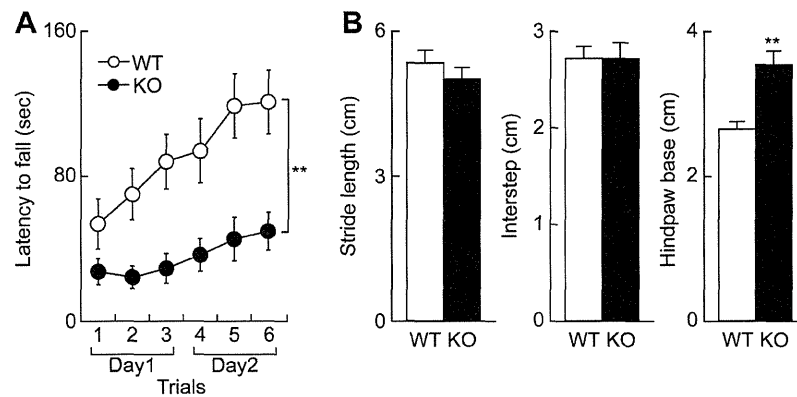 A
160
80
0
Latency to fall (sec)
WT
KO
**
1 2 3 4 5 6
Day1 Day2
Trials
B
6
3
0
Stride length (cm)
WT KO
3
2
1
0
Interstep (cm)
WT KO
4
2
0
Hindpaw base (cm)
**
WT KO